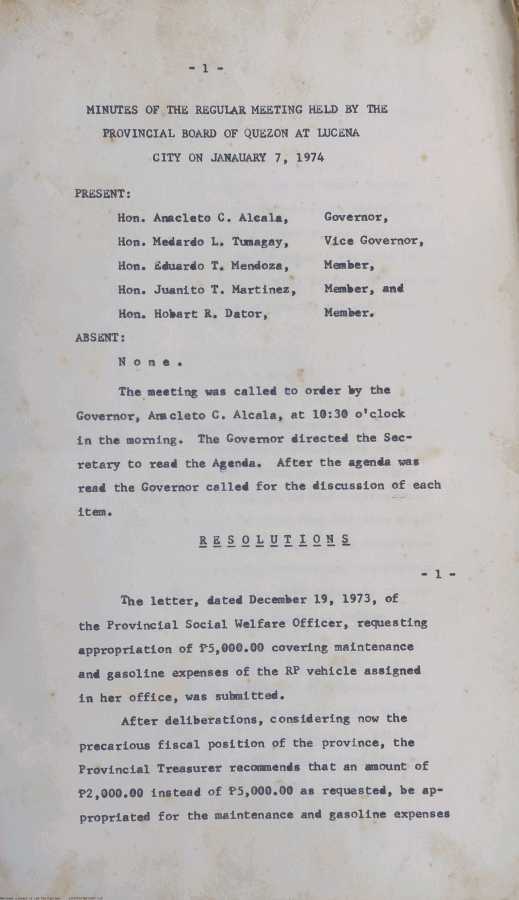 - 1 -
MINUTES OF THE REGULAR MEETING HELD BY THE
PROVINCIAL BOARD OF QUEZON AT LUCENA
CITY ON JANAUARY 7, 1974
PRESENT:
Hon. Anacleto C. Alcala, Governor,
Hon. Medardo L. Tumagay, Vice Governor,
Hon. Eduardo T. Mendoza, Member,
Hon. Juanito T. Martinez, Member, and
Hon. Hobart R. Dator, Member.
ABSENT:
N o n e .
The meeting was called to order by the
Governor, Anacleto C. Alcala, at 10:30 o'clock
in the morning. The Governor directed the Sec-
retary to read the Agenda. After the agenda was
read the Governor called for the discussion of each
item.
R E S O L U T I O N S
- 1 -
The letter, dated December 19, 1973, of
the Provincial Social Welfare Officer, requesting
appropriation of ₱5,000.00 covering maintenance
and gasoline expenses of the RP vehicle assigned
in her office, was submitted.
After deliberations, considering now the
precarious fiscal position of the province, the
Provincial Treasurer recommends that an amount of
₱2,000.00 instead of ₱5,000.00 as requested, be ap-
propriated for the maintenance and gasoline expenses